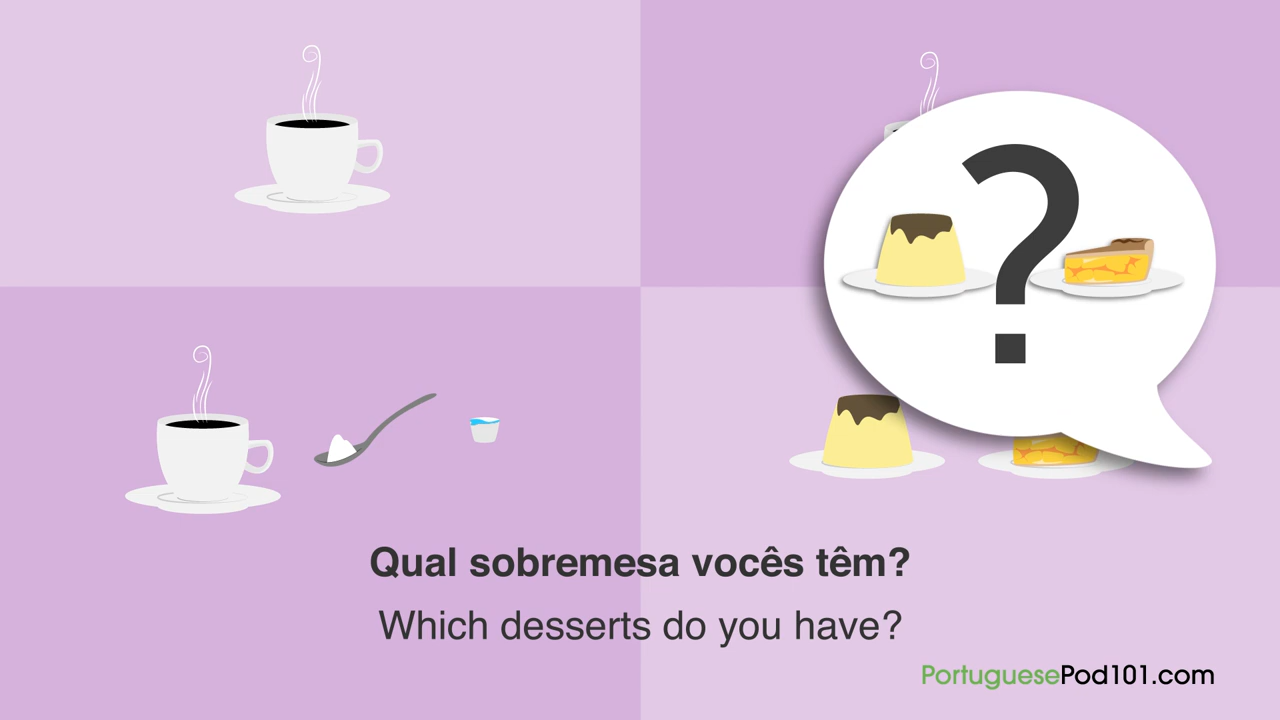 ?
Qual sobremesa vocês têm?
Which desserts do you have?
PortuguesePod101.com